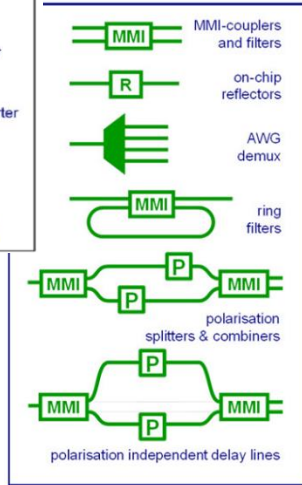 ter
MMI
MMI-couplers
and filters
R
on-chip
reflectors
AWG
demux
MMI
ring
filters
P
MMI
MMI
P
polarisation
splitters & combiners
P
MMI
MMI
P
polarisation independent delay lines